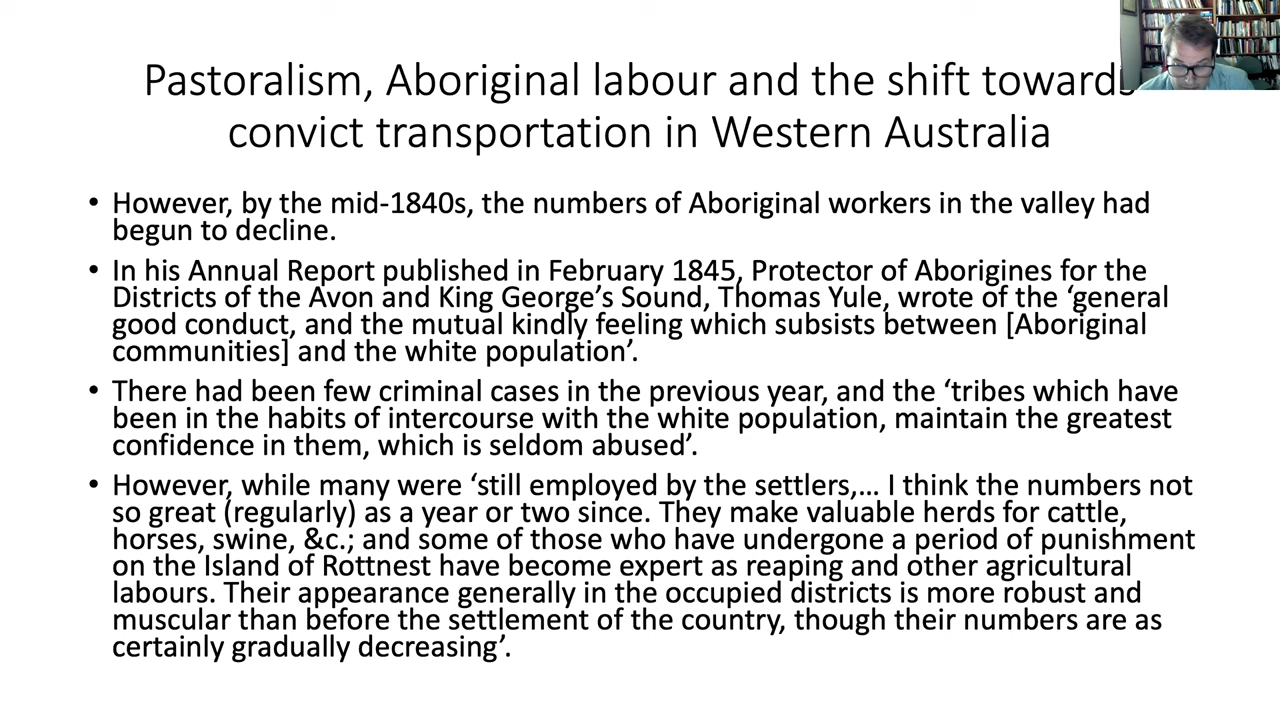 Pastoralism, Aboriginal labour and the shift towards
convict transportation in Western Australia
• However, by the mid-1840s, the numbers of Aboriginal workers in the valley had
begun to decline.
• In his Annual Report published in February 1845, Protector of Aborigines for the
Districts of the Avon and King George’s Sound, Thomas Yule, wrote of the ‘general
good conduct, and the mutual kindly feeling which subsists between [Aboriginal
communities] and the white population’.
• There had been few criminal cases in the previous year, and the ‘tribes which have
been in the habits of intercourse with the white population, maintain the greatest
confidence in them, which is seldom abused’.
• However, while many were ‘still employed by the settlers,… I think the numbers not
so great (regularly) as a year or two since. They make valuable herds for cattle,
horses, swine, &c.; and some of those who have undergone a period of punishment
on the Island of Rottnest have become expert as reaping and other agricultural
labours. Their appearance generally in the occupied districts is more robust and
muscular than before the settlement of the country, though their numbers are as
certainly gradually decreasing’.